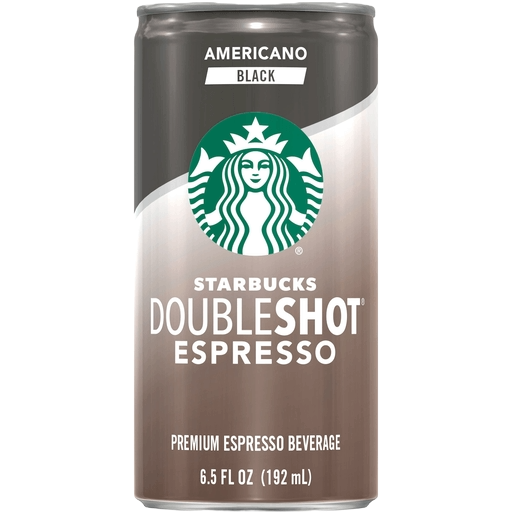 AMERICANO
BLACK
®
STARBUCKS
DOUBLESHOT®
ESPRESSO
PREMIUM ESPRESSO BEVERAGE
6.5 FL OZ (192 mL)